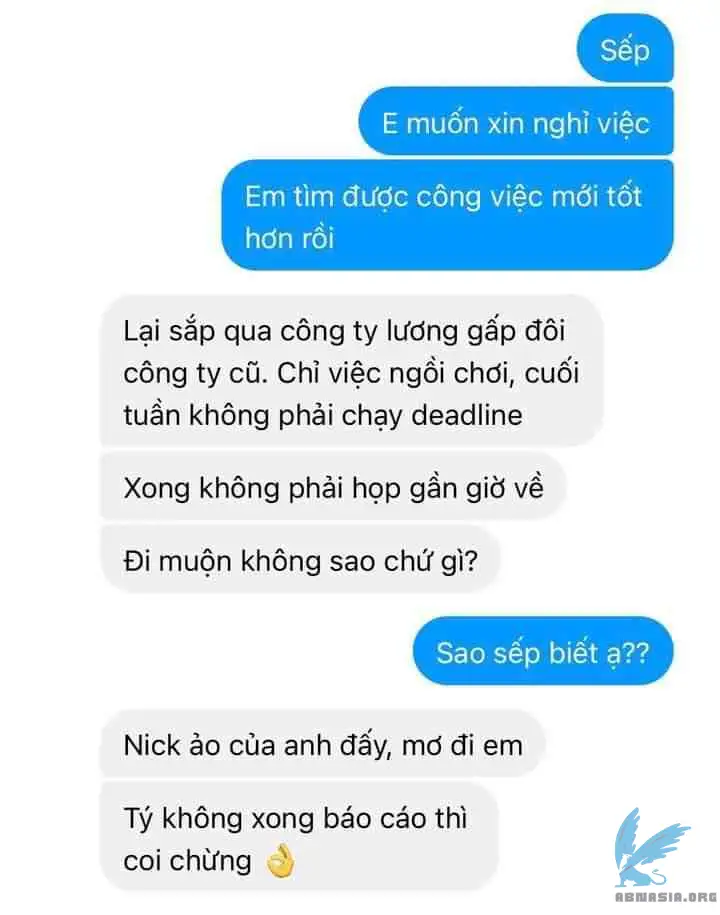 Sếp
E muốn xin nghỉ việc
Em tìm được công việc mới tốt
hơn rồi
Lại sắp qua công ty lương gấp đôi
công ty cũ. Chỉ việc ngồi chơi, cuối
tuần không phải chạy deadline
Xong không phải họp gần giờ về
Đi muộn không sao chứ gì?
Sao sếp biết ạ??
Nick ảo của anh đấy, mơ đi em
Tý không xong báo cáo thì
coi chừng 👌
ABMASIA.ORG